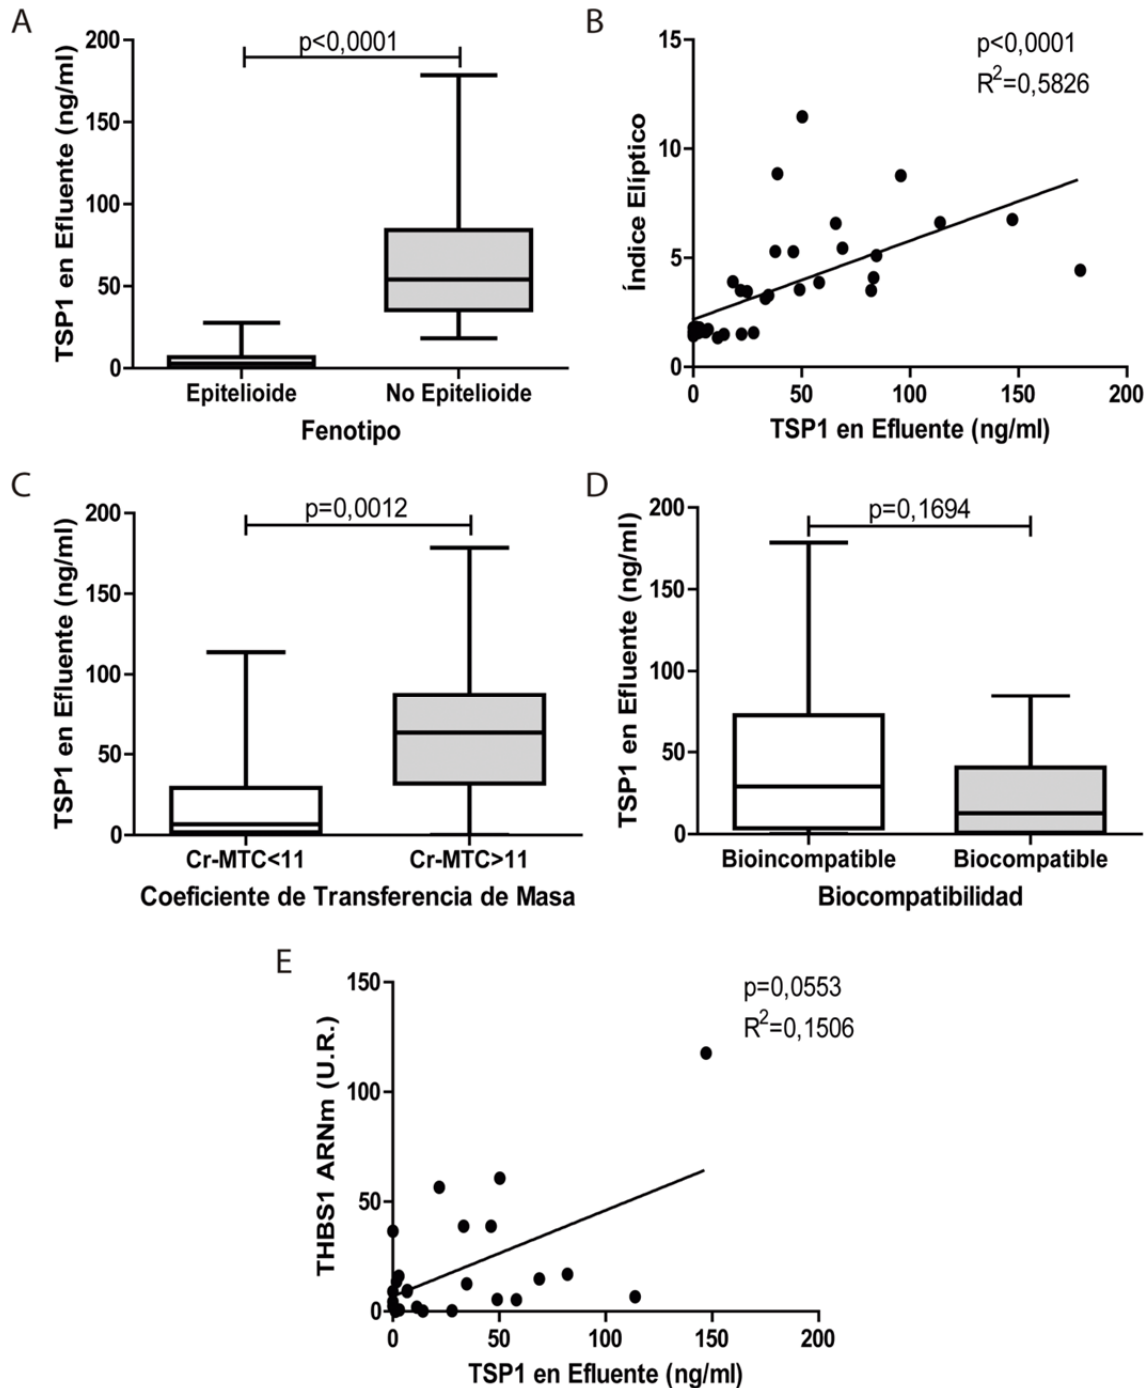 A
B
200
150
100
50
0
TSP1 en Efluente (ng/ml)
p<0,0001
Epitelioide No Epitelioide
Fenotipo
15
10
5
0
Índice Elíptico
p<0,0001
R²=0,5826
0 50 100 150 200
TSP1 en Efluente (ng/ml)
C
D
200
150
100
50
0
TSP1 en Efluente (ng/ml)
p=0,0012
Cr-MTC<11 Cr-MTC>11
Coeficiente de Transferencia de Masa
200
150
100
50
0
TSP1 en Efluente (ng/ml)
p=0,1694
Bioincompatible Biocompatible
Biocompatibilidad
E
150
100
50
0
THBS1 ARNm (U.R.)
p=0,0553
R²=0,1506
0 50 100 150 200
TSP1 en Efluente (ng/ml)